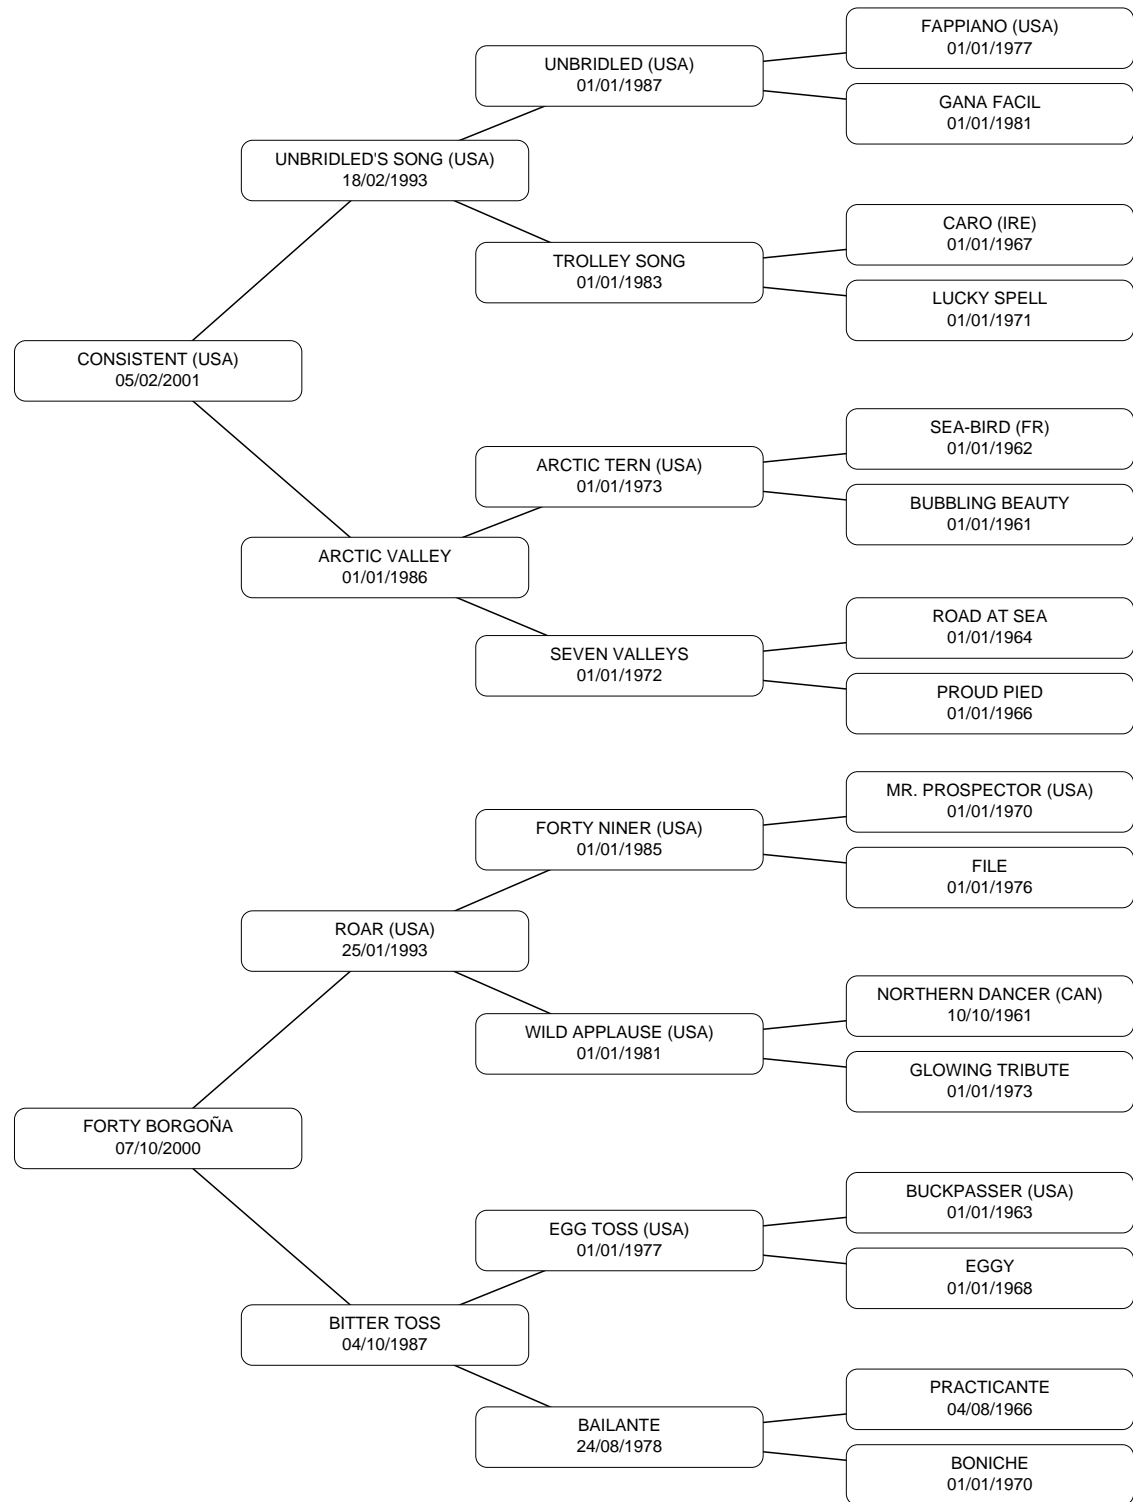 FAPPIANO (USA)
01/01/1977
UNBRIDLED (USA)
01/01/1987
GANA FACIL
01/01/1981
UNBRIDLED'S SONG (USA)
18/02/1993
CARO (IRE)
01/01/1967
TROLLEY SONG
01/01/1983
LUCKY SPELL
01/01/1971
CONSISTENT (USA)
05/02/2001
SEA-BIRD (FR)
01/01/1962
ARCTIC TERN (USA)
01/01/1973
BUBBLING BEAUTY
01/01/1961
ARCTIC VALLEY
01/01/1986
ROAD AT SEA
01/01/1964
SEVEN VALLEYS
01/01/1972
PROUD PIED
01/01/1966
MR. PROSPECTOR (USA)
01/01/1970
FORTY NINER (USA)
01/01/1985
FILE
01/01/1976
ROAR (USA)
25/01/1993
NORTHERN DANCER (CAN)
10/10/1961
WILD APPLAUSE (USA)
01/01/1981
GLOWING TRIBUTE
01/01/1973
FORTY BORGOÑA
07/10/2000
BUCKPASSER (USA)
01/01/1963
EGG TOSS (USA)
01/01/1977
EGGY
01/01/1968
BITTER TOSS
04/10/1987
PRACTICANTE
04/08/1966
BAILANTE
24/08/1978
BONICHE
01/01/1970